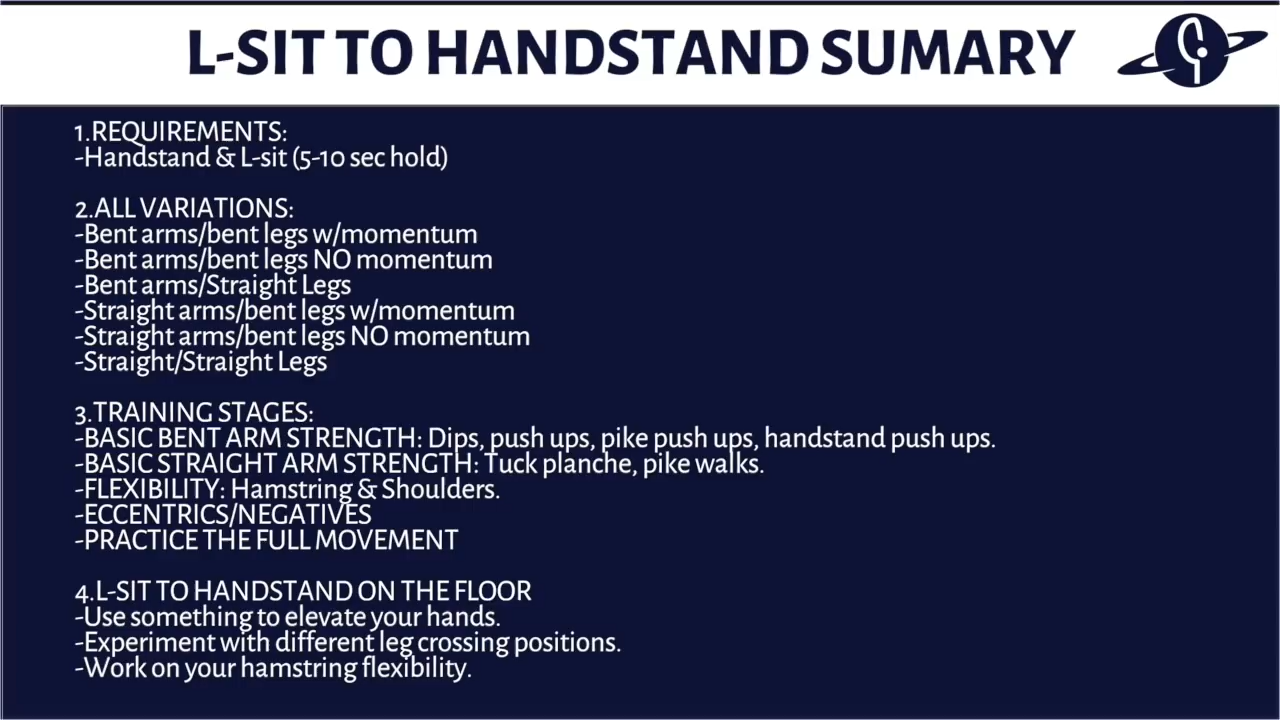 L-SIT TO HANDSTAND SUMARY
1.REQUIREMENTS:
-Handstand & L-sit (5-10 sec hold)
2.ALL VARIATIONS:
-Bent arms/bent legs w/momentum
-Bent arms/bent legs NO momentum
-Bent arms/Straight Legs
-Straight arms/bent legs w/momentum
-Straight arms/bent legs NO momentum
-Straight/Straight Legs
3.TRAINING STAGES:
-BASIC BENT ARM STRENGTH: Dips, push ups, pike push ups, handstand push ups.
-BASIC STRAIGHT ARM STRENGTH: Tuck planche, pike walks.
-FLEXIBILITY: Hamstring & Shoulders.
-ECCENTRICS/NEGATIVES
-PRACTICE THE FULL MOVEMENT
4.L-SIT TO HANDSTAND ON THE FLOOR
-Use something to elevate your hands.
-Experiment with different leg crossing positions.
-Work on your hamstring flexibility.